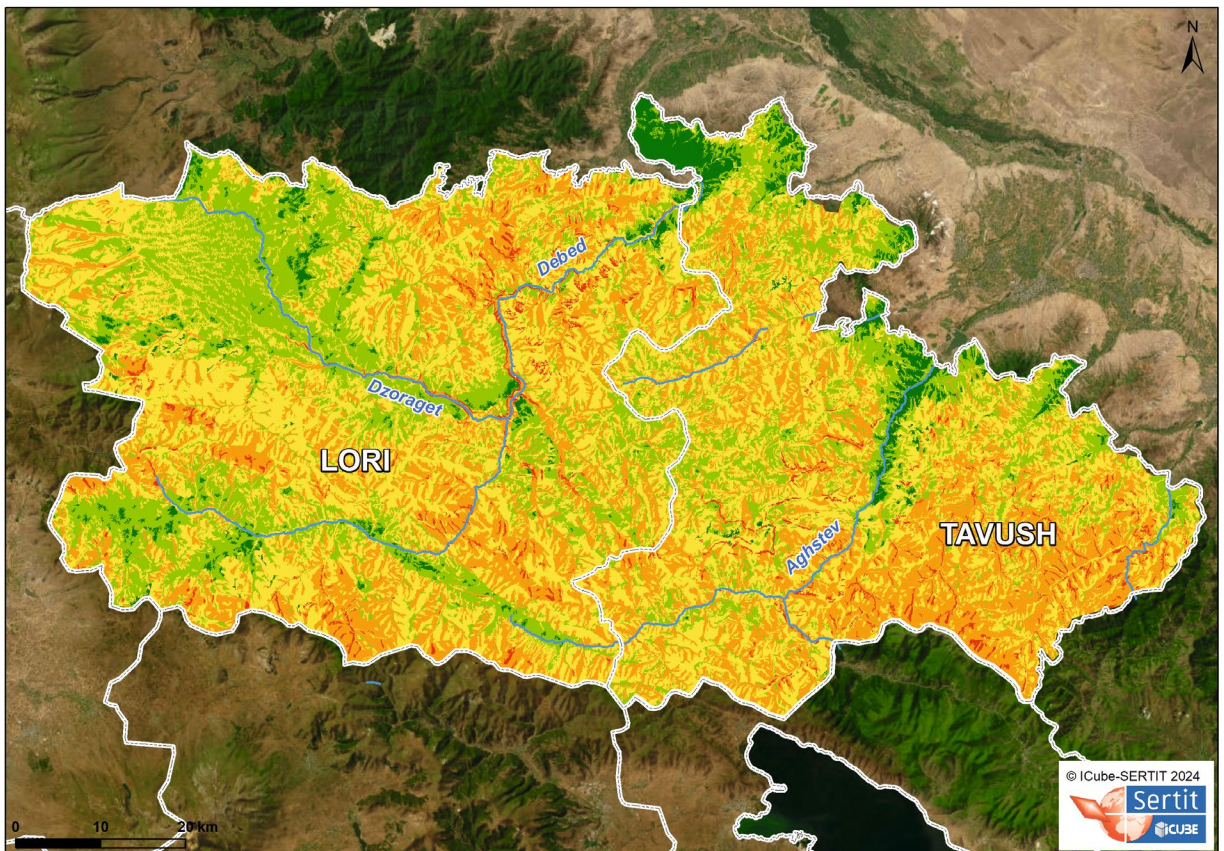 N
Debed
Dzoraget
LORI
TAVUSH
Aghstev
© ICube-SERTIT 2024
Sertit
iCUBE
0 10 20 km